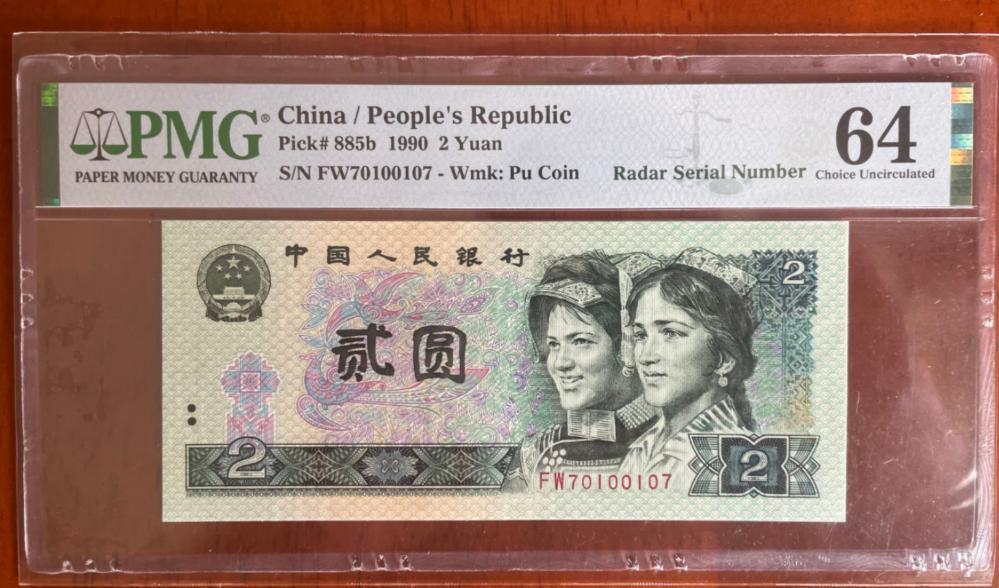 PMG®
PAPER MONEY GUARANTY
China / People's Republic
Pick# 885b 1990 2 Yuan
S/N FW70100107 - Wmk: Pu Coin
Radar Serial Number
64
Choice Uncirculated
中国人民银行
2
贰圆
2
FW70100107
2